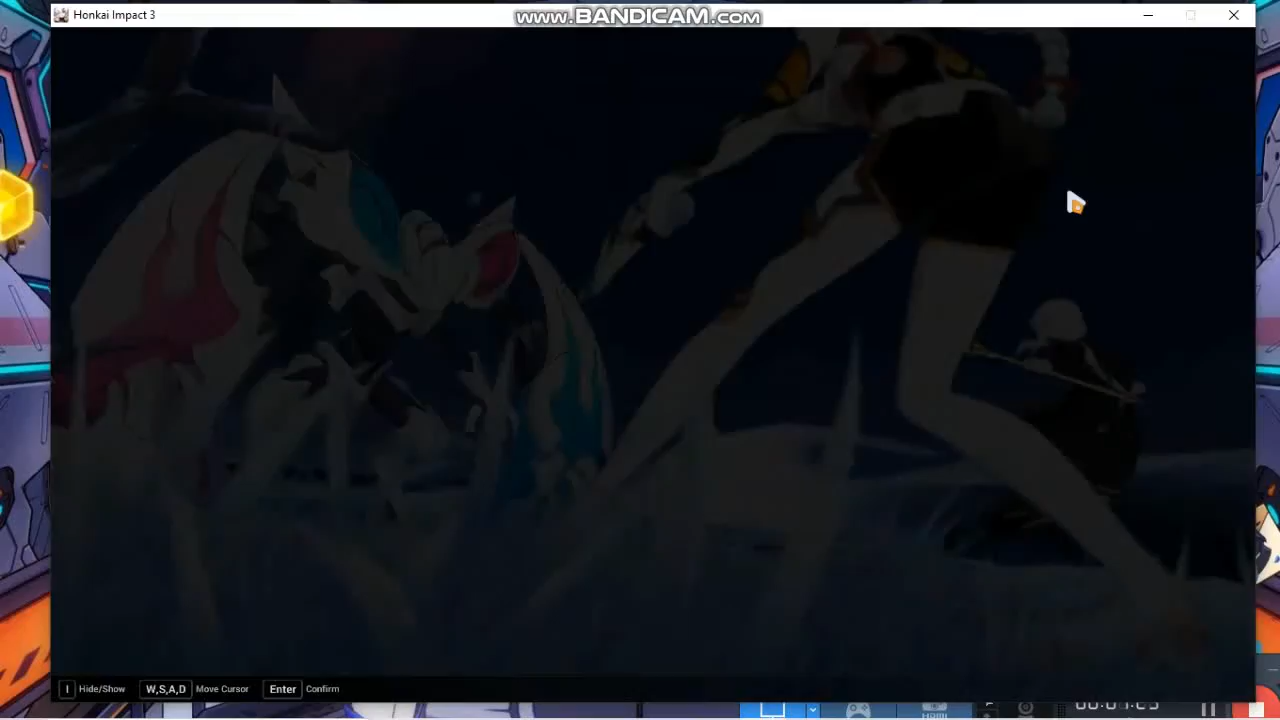 Honkai Impact 3
www.BANDICAM.com
I Hide/Show W,S,A,D Move Cursor Enter Confirm